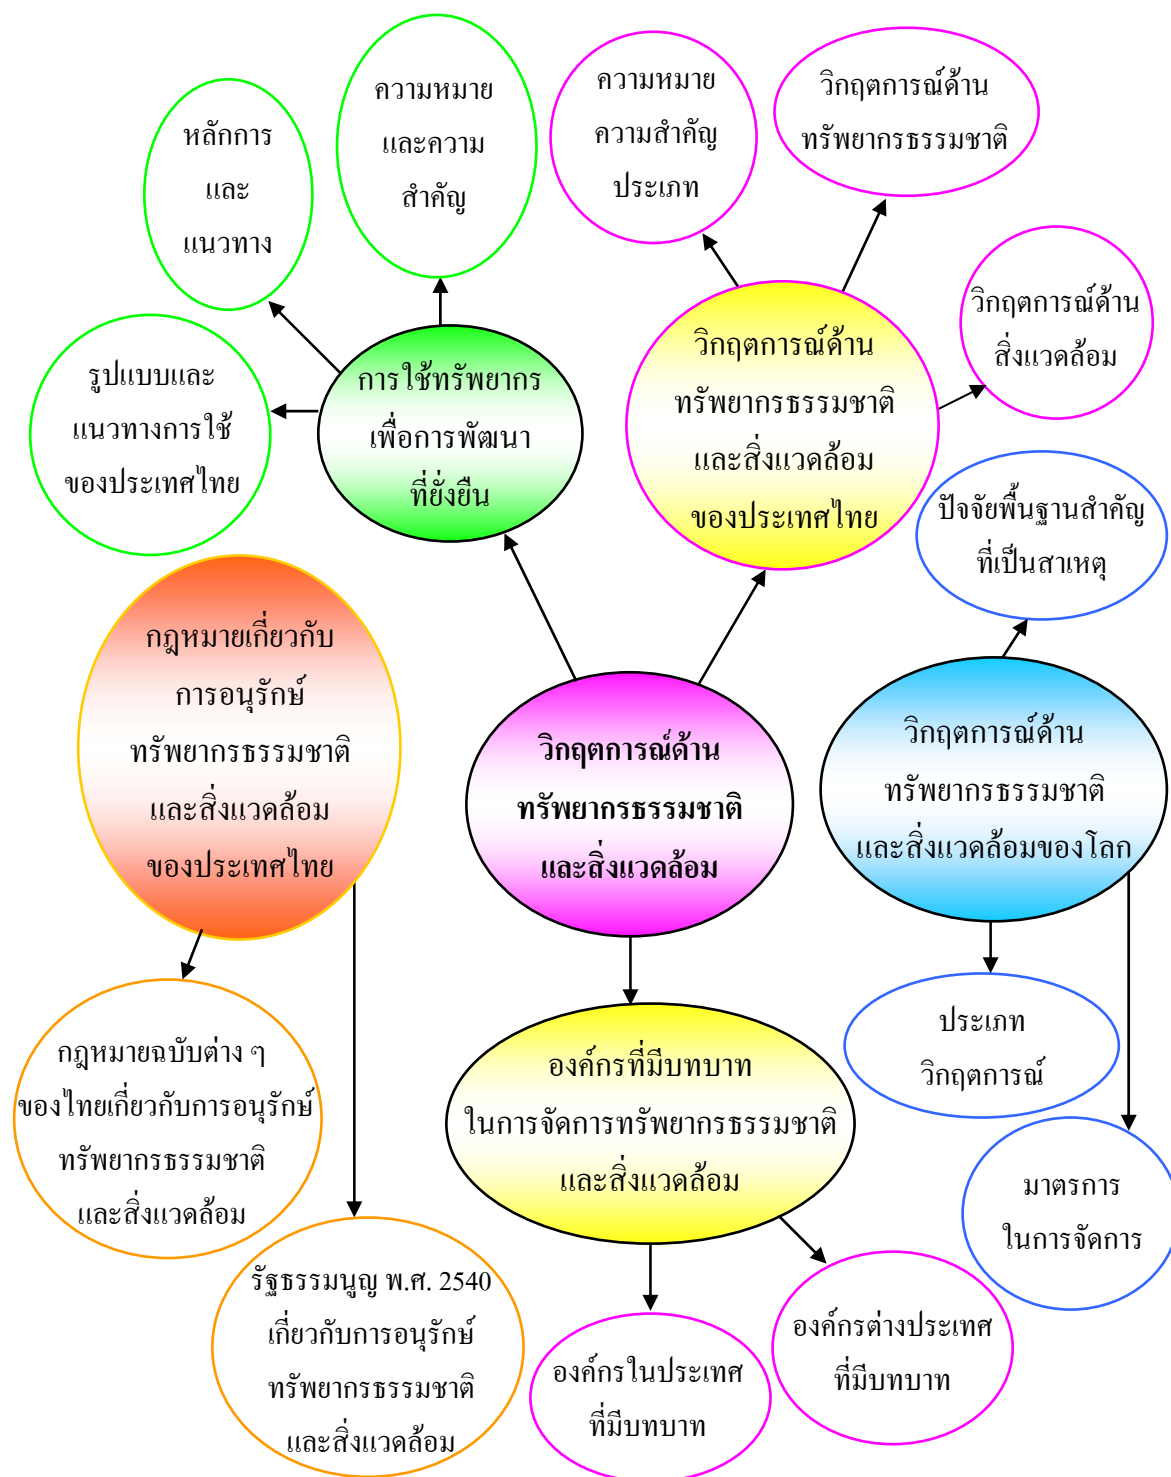 ความหมาย
และความ
สำคัญ
ความหมาย
ความสำคัญ
ประเภท
วิกฤตการณ์ด้าน
ทรัพยากรธรรมชาติ
หลักการ
และ
แนวทาง
วิกฤตการณ์ด้าน
สิ่งแวดล้อม
รูปแบบและ
แนวทางการใช้
ของประเทศไทย
การใช้ทรัพยากร
เพื่อการพัฒนา
ที่ยั่งยืน
วิกฤตการณ์ด้าน
ทรัพยากรธรรมชาติ
และสิ่งแวดล้อม
ของประเทศไทย
ปัจจัยพื้นฐานสำคัญ
ที่เป็นสาเหตุ
กฎหมายเกี่ยวกับ
การอนุรักษ์
ทรัพยากรธรรมชาติ
และสิ่งแวดล้อม
ของประเทศไทย
วิกฤตการณ์ด้าน
ทรัพยากรธรรมชาติ
และสิ่งแวดล้อม
วิกฤตการณ์ด้าน
ทรัพยากรธรรมชาติ
และสิ่งแวดล้อมของโลก
กฎหมายฉบับต่าง ๆ
ของไทยเกี่ยวกับการอนุรักษ์
ทรัพยากรธรรมชาติ
และสิ่งแวดล้อม
องค์กรที่มีบทบาท
ในการจัดการทรัพยากรธรรมชาติ
และสิ่งแวดล้อม
ประเภท
วิกฤตการณ์
มาตรการ
ในการจัดการ
รัฐธรรมนูญ พ.ศ. 2540
เกี่ยวกับการอนุรักษ์
ทรัพยากรธรรมชาติ
และสิ่งแวดล้อม
องค์กรในประเทศ
ที่มีบทบาท
องค์กรต่างประเทศ
ที่มีบทบาท